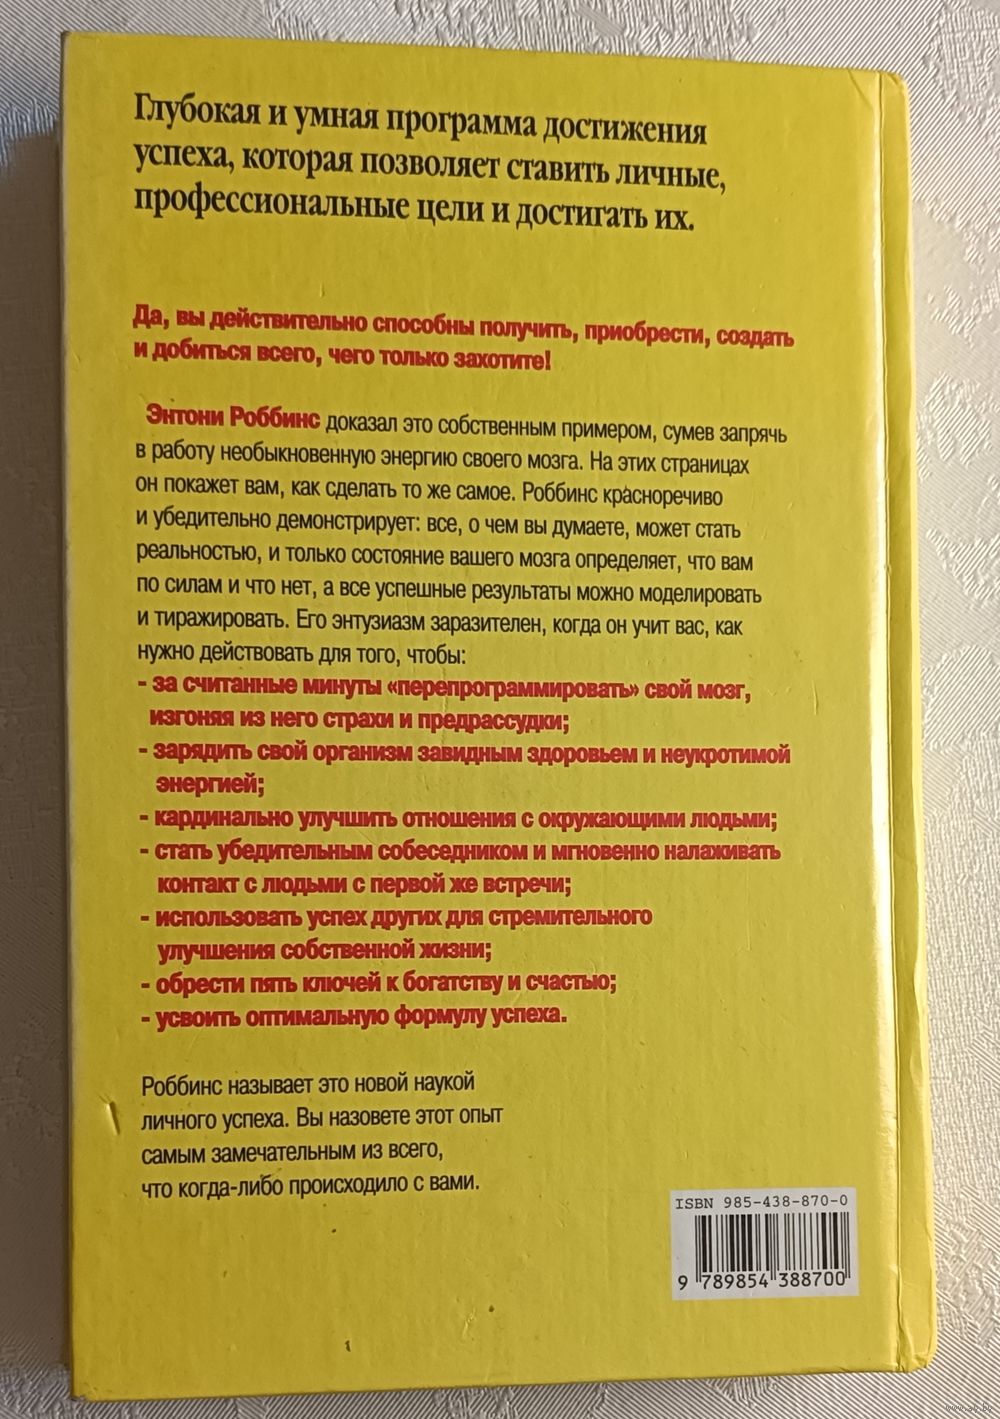 Глубокая и умная программа достижения
успеха, которая позволяет ставить личные,
профессиональные цели и достигать их.
Да, вы действительно способны получить, приобрести, создать
и добиться всего, чего только захотите!
Энтони Роббинс доказал это собственным примером, сумев запрячь
в работу необыкновенную энергию своего мозга. На этих страницах
он покажет вам, как сделать то же самое. Роббинс красноречиво
и убедительно демонстрирует: все, о чем вы думаете, может стать
реальностью, и только состояние вашего мозга определяет, что вам
по силам и что нет, а все успешные результаты можно моделировать
и тиражировать. Его энтузиазм заразителен, когда он учит вас, как
нужно действовать для того, чтобы:
- за считанные минуты «перепрограммировать» свой мозг,
изгоняя из него страхи и предрассудки;
- зарядить свой организм завидным здоровьем и неукротимой
энергией;
- кардинально улучшить отношения с окружающими людьми;
- стать убедительным собеседником и мгновенно налаживать
контакт с людьми с первой же встречи;
- использовать успех других для стремительного
улучшения собственной жизни;
- обрести пять ключей к богатству и счастью;
- усвоить оптимальную формулу успеха.
Роббинс называет это новой наукой
личного успеха. Вы назовете этот опыт
самым замечательным из всего,
что когда-либо происходило с вами.
ISBN 985-438-870-0
9 789854 388700